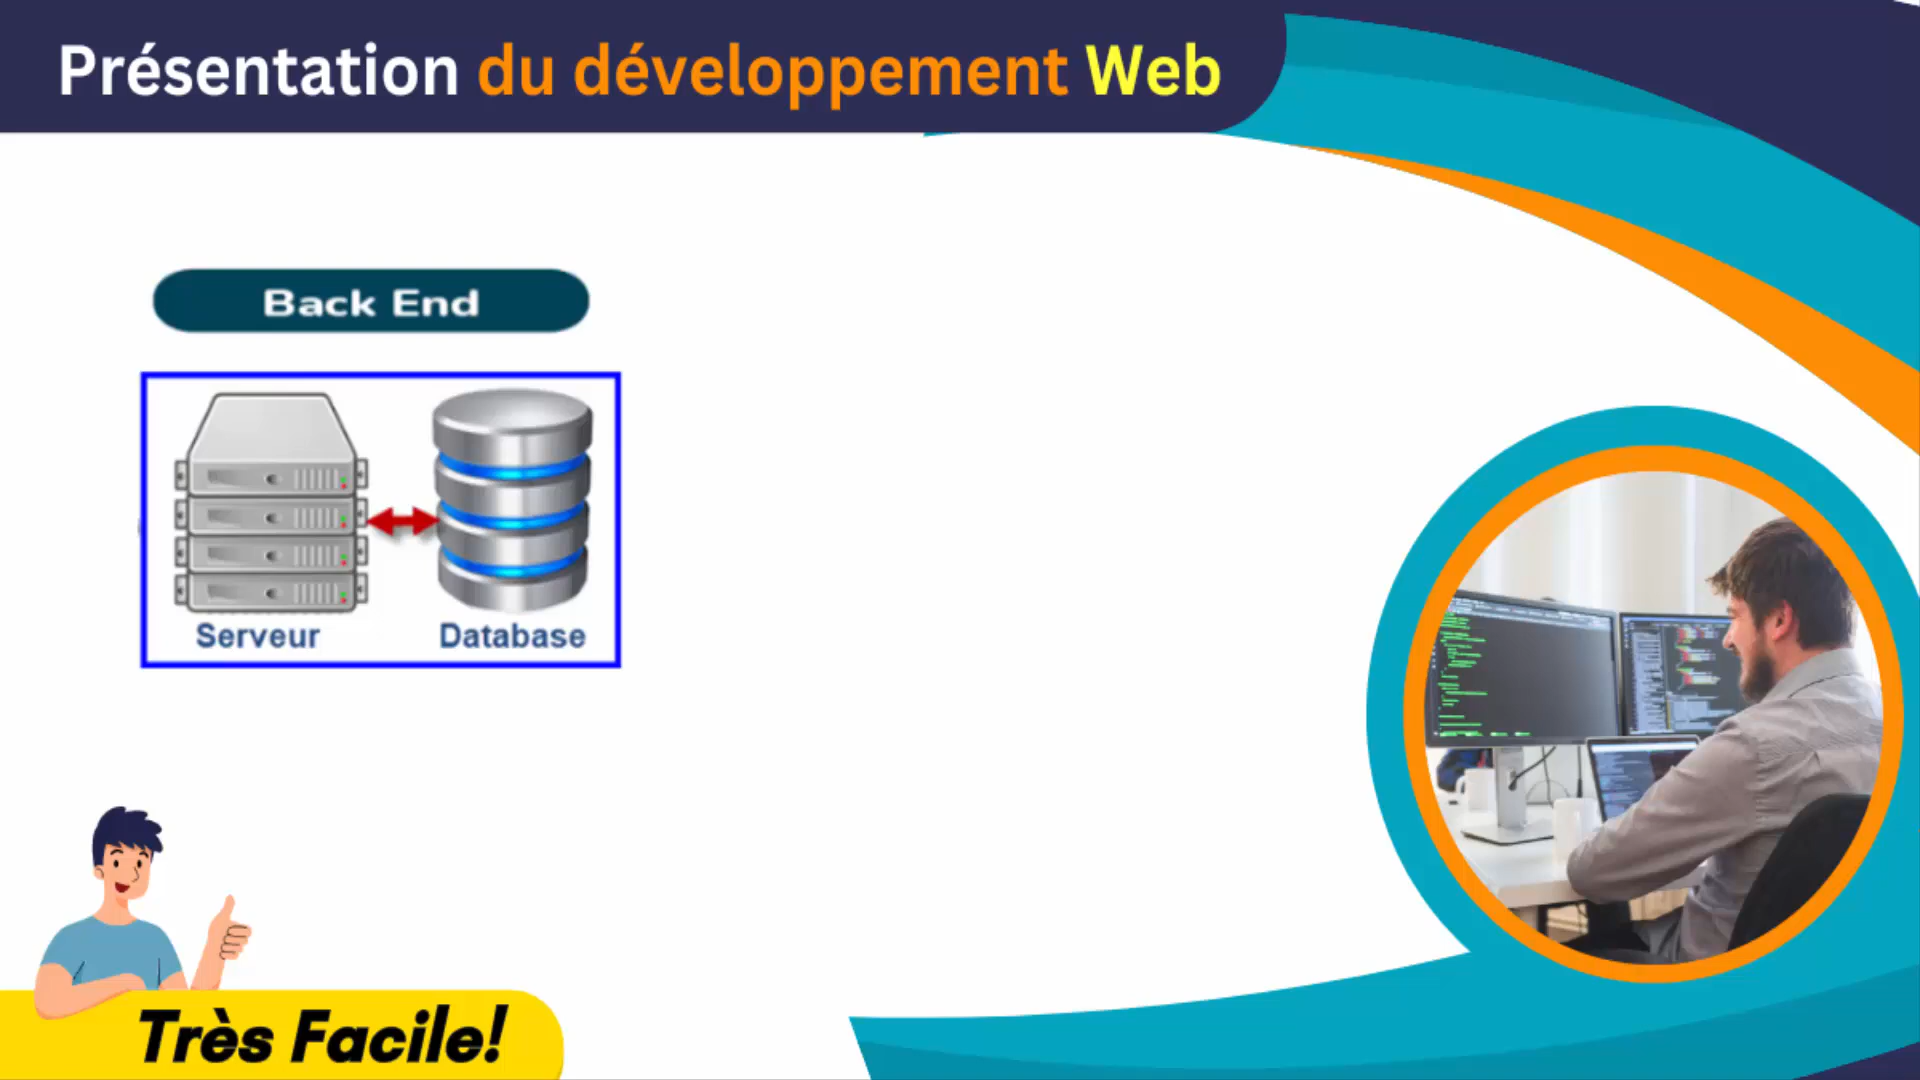 Présentation du développement Web
Back End
Serveur Database
Très Facile!